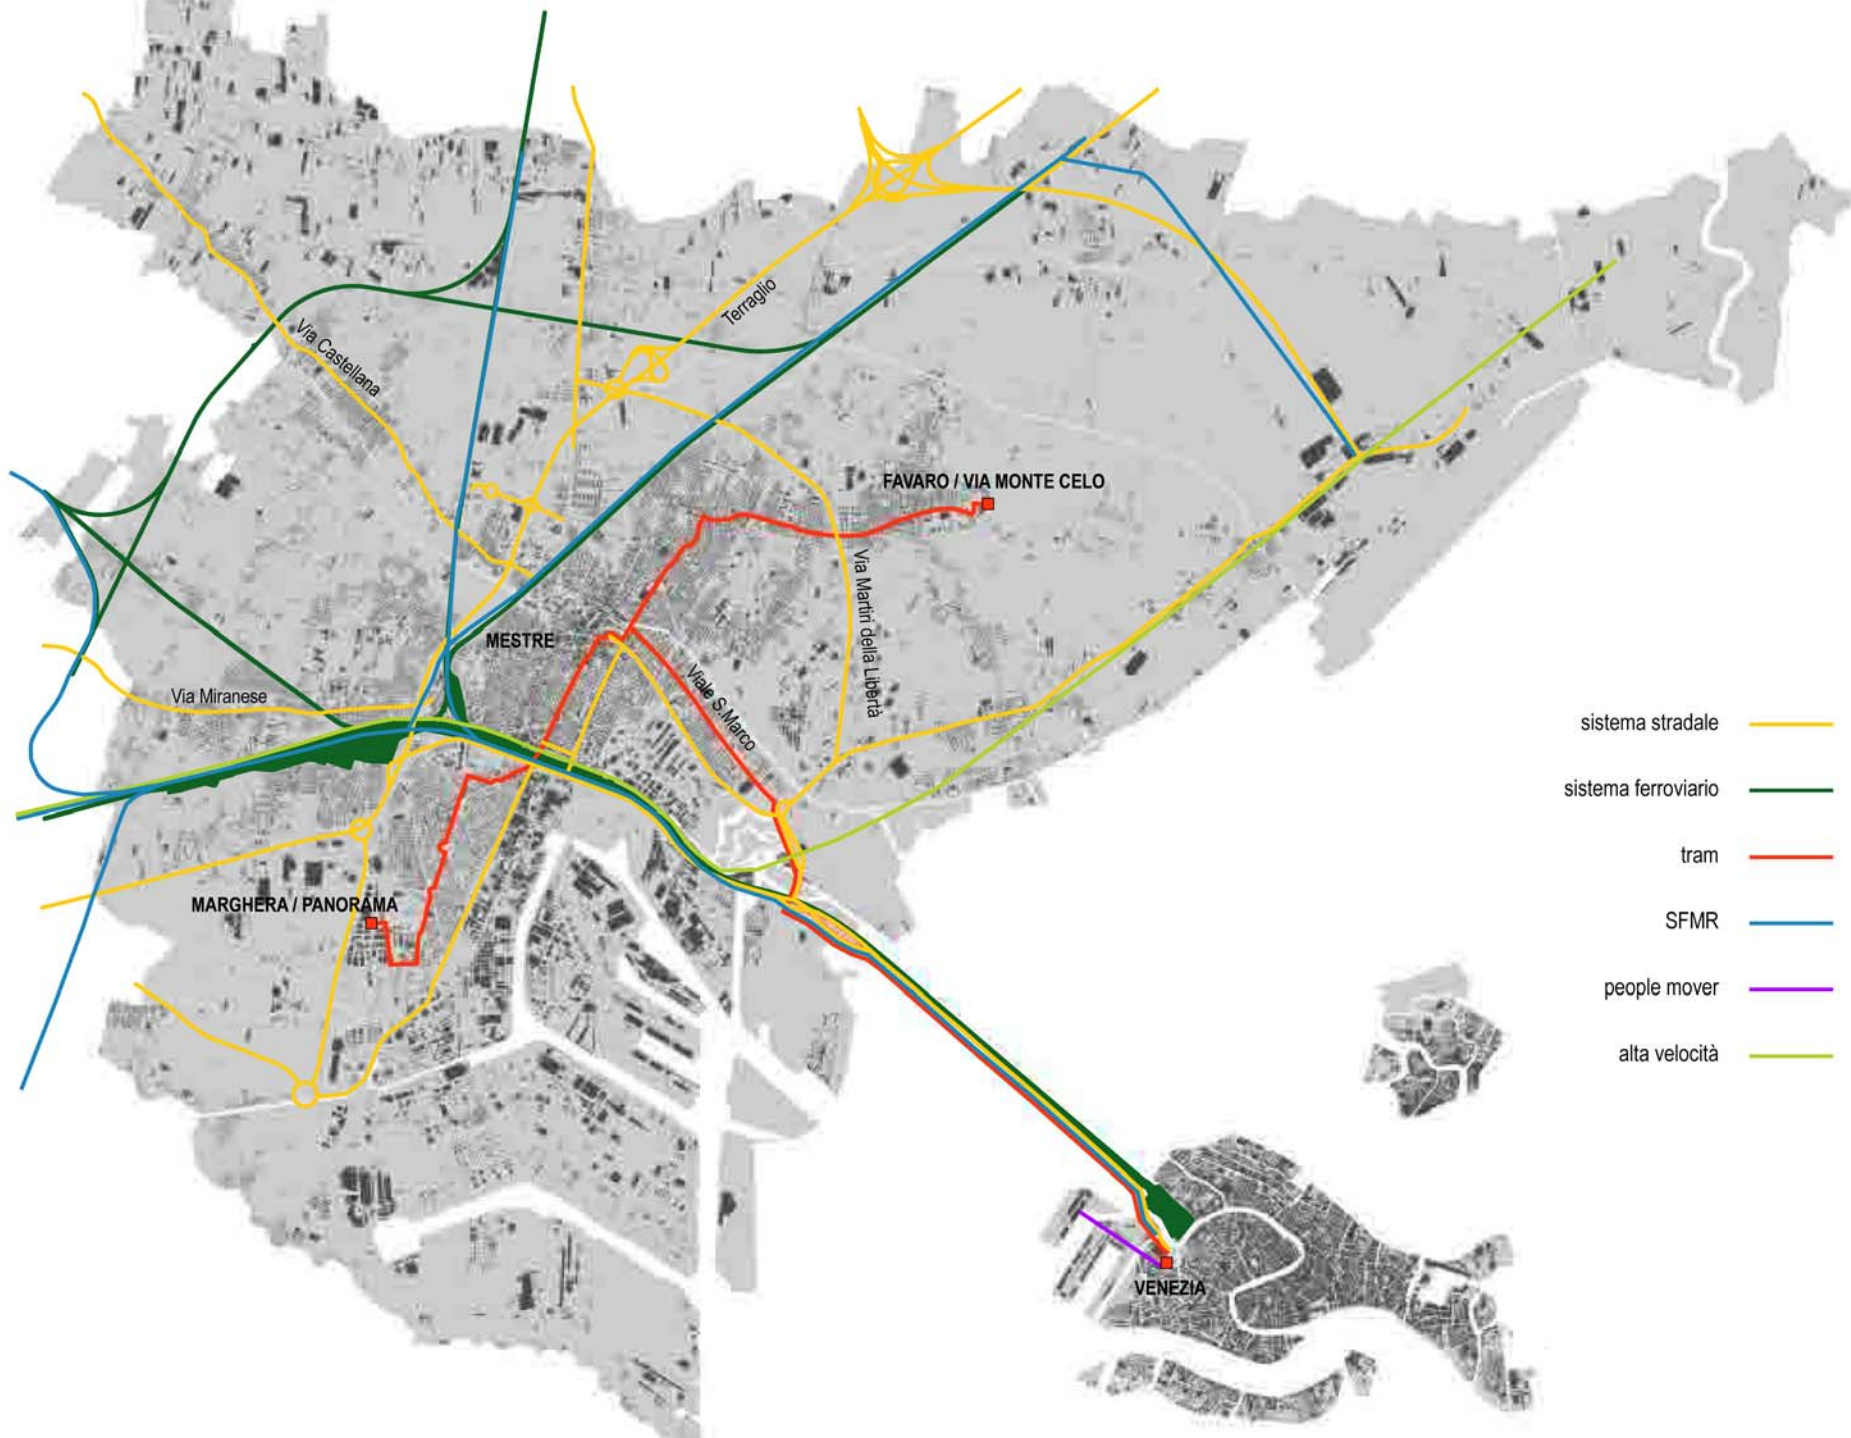 Terraglio
Via Castellana
FAVARO / VIA MONTE CELO
Via Martiri della Libertà
MESTRE
Viale S.Marco
Via Miranese
MARGHERA / PANORAMA
VENEZIA
sistema stradale
sistema ferroviario
tram
SFMR
people mover
alta velocità